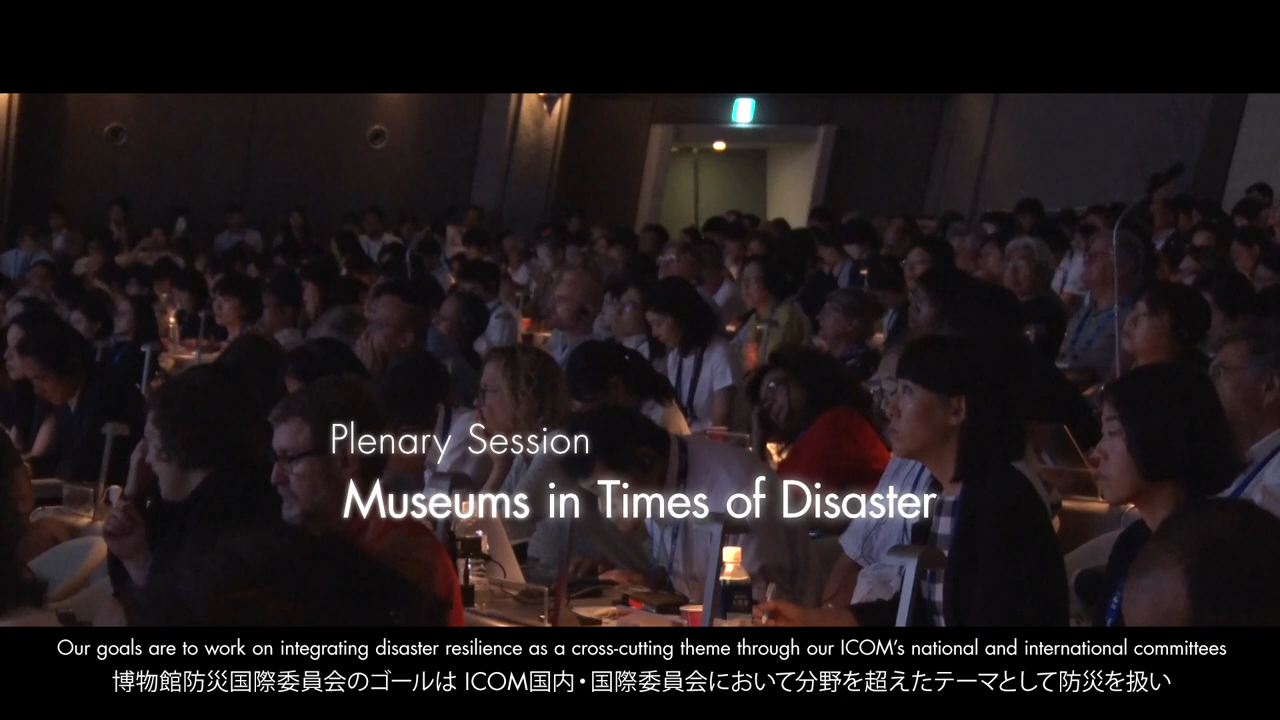 Plenary Session
Museums in Times of Disaster
Our goals are to work on integrating disaster resilience as a cross-cutting theme through our ICOM's national and international committees
博物館防災国際委員会のゴールは ICOM国内・国際委員会において分野を超えたテーマとして防災を扱い